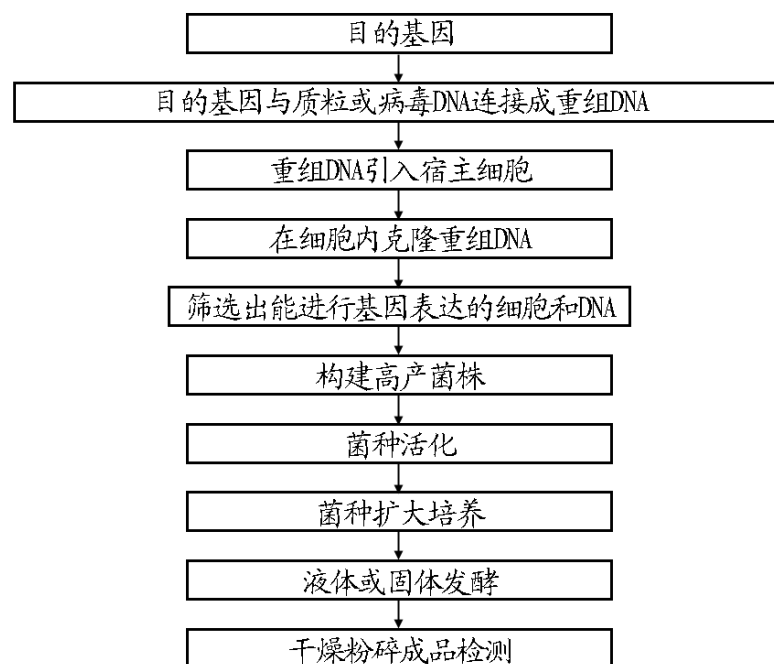 目的基因
目的基因与质粒或病毒DNA连接成重组DNA
重组DNA引入宿主细胞
在细胞内克隆重组DNA
筛选出能进行基因表达的细胞和DNA
构建高产菌株
菌种活化
菌种扩大培养
液体或固体发酵
干燥粉碎成品检测